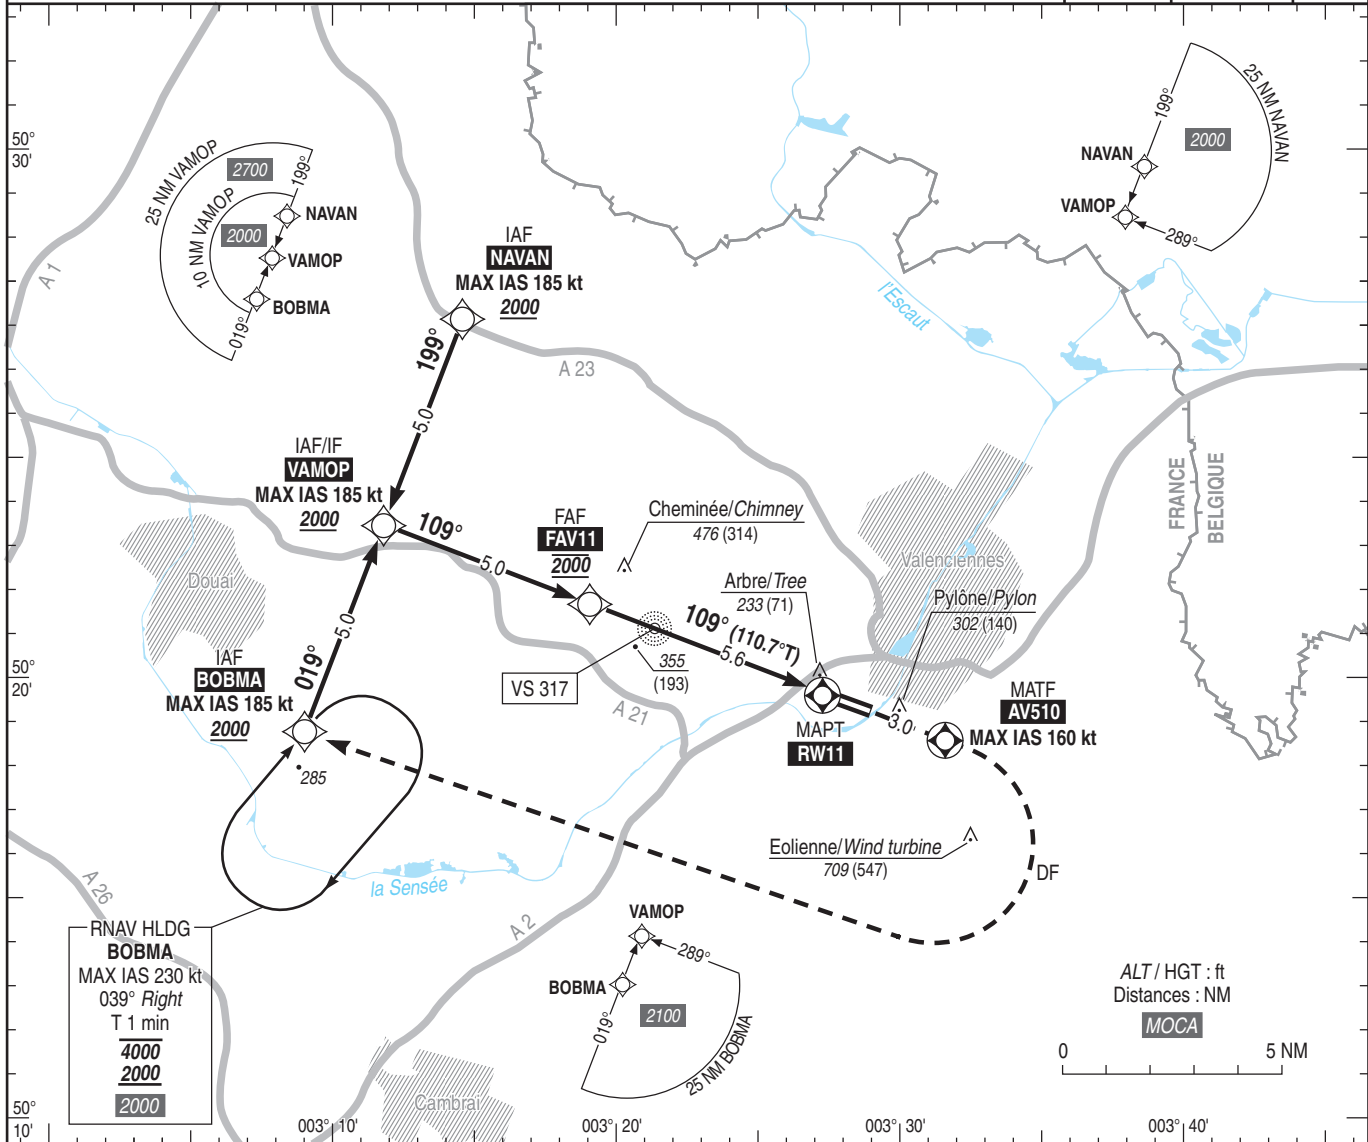 50°
30'
25 NM VAMOP
2700
199°
10 NM VAMOP
2000
NAVAN
VAMOP
BOBMA
019°
A 1
IAF
NAVAN
MAX IAS 185 kt
2000
199°
5.0
A 23
25 NM NAVAN
199°
2000
NAVAN
VAMOP
289°
l'Escaut
IAF/IF
VAMOP
MAX IAS 185 kt
2000
109°
5.0
FAF
FAV11
2000
Cheminée/Chimney
476 (314)
Arbre/Tree
233 (71)
Valenciennes
Pylône/Pylon
302 (140)
FRANCE
BELGIQUE
Douai
5.0
019°
109° (110.7°T)
5.6
355
(193)
VS 317
A 21
50°
20'
IAF
BOBMA
MAX IAS 185 kt
2000
285
MAPT
RW11
3.0
MATF
AV510
MAX IAS 160 kt
Eolienne/Wind turbine
709 (547)
DF
la Sensée
A 26
A 2
RNAV HLDG
BOBMA
MAX IAS 230 kt
039° Right
T 1 min
4000
2000
2000
VAMOP
289°
BOBMA
2100
019°
25 NM BOBMA
Cambrai
ALT / HGT : ft
Distances : NM
MOCA
0
5 NM
50°
10'
003° 10'
003° 20'
003° 30'
003° 40'